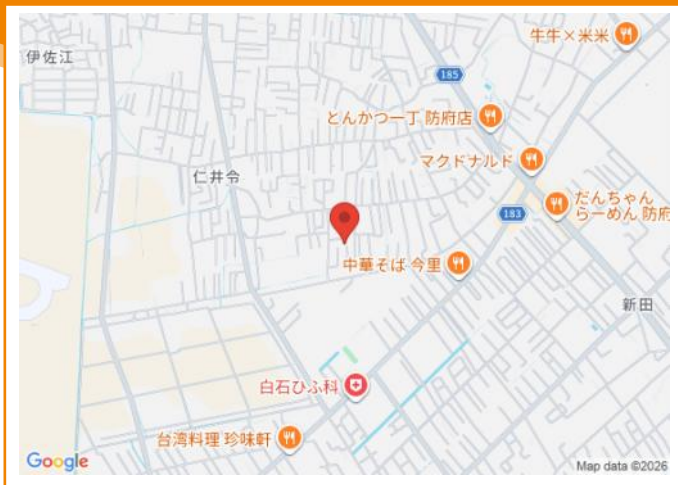 牛牛×米米
伊佐江
185
とんかつ一丁 防府店
マクドナルド
仁井令
だんちゃん
らーめん 防府
183
中華そば 今里
新田
白石ひふ科
台湾料理 珍味軒
Google
Map data ©2026